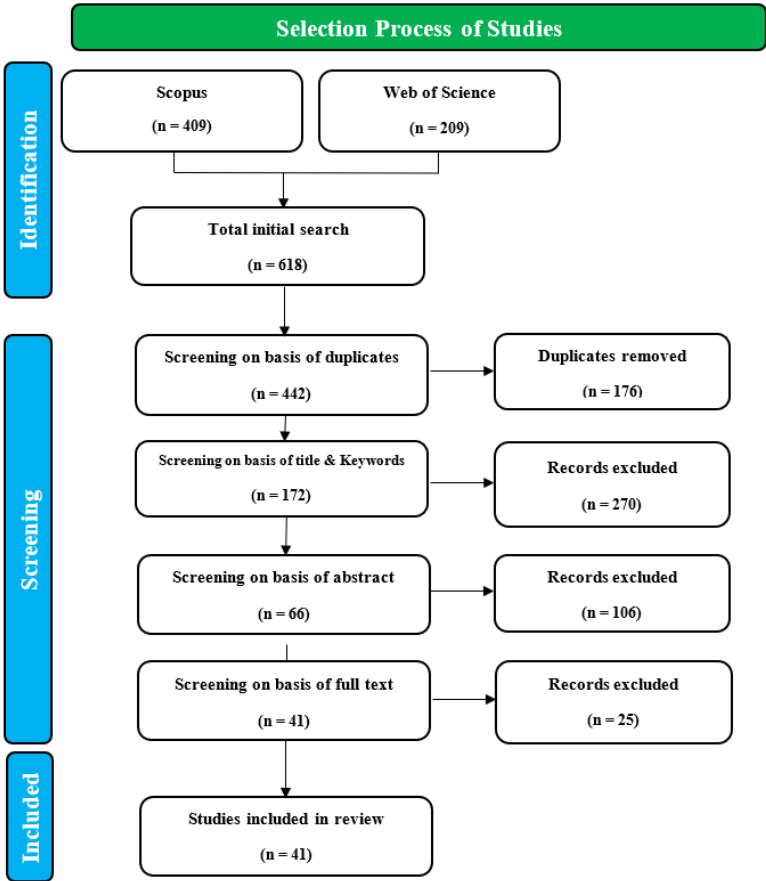 Selection Process of Studies
Identification
Scopus
(n = 409)
Web of Science
(n = 209)
Total initial search
(n = 618)
Screening
Screening on basis of duplicates
(n = 442)
Duplicates removed
(n = 176)
Screening on basis of title & Keywords
(n = 172)
Records excluded
(n = 270)
Screening on basis of abstract
(n = 66)
Records excluded
(n = 106)
Screening on basis of full text
(n = 41)
Records excluded
(n = 25)
Included
Studies included in review
(n = 41)